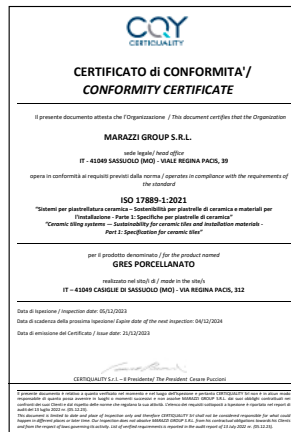 CQY
CERTIQUALITY
CERTIFICATO di CONFORMITA'/
CONFORMITY CERTIFICATE
Il presente documento attesta che l'Organizzazione / This document certifies that the Organization
MARAZZI GROUP S.R.L.
sede legale/ head office
IT - 41049 SASSUOLO (MO) - VIALE REGINA PACIS, 39
opera in conformità ai requisiti previsti dalla norma / operates in compliance with the requirements of
the standard
ISO 17889-1:2021
"Sistemi per piastrellatura ceramica – Sostenibilità per piastrelle di ceramica e materiali per
l'installazione - Parte 1: Specifiche per piastrelle di ceramica"
"Ceramic tiling systems — Sustainability for ceramic tiles and installation materials -
Part 1: Specification for ceramic tiles"
per il prodotto denominato / for the product named
GRES PORCELLANATO
realizzato nel sito/i di / made in the site/s
IT – 41049 CASIGLIE DI SASSUOLO (MO) - VIA REGINA PACIS, 312
Data di Ispezione / Inspection date: 05/12/2023
Data di scadenza della prossima Ispezione/ Expire date of the next inspection: 04/12/2024
Data di emissione del Certificato / Issue date: 21/12/2023
CERTIQUALITY S.r.l. – Il Presidente/ The President Cesare Puccioni